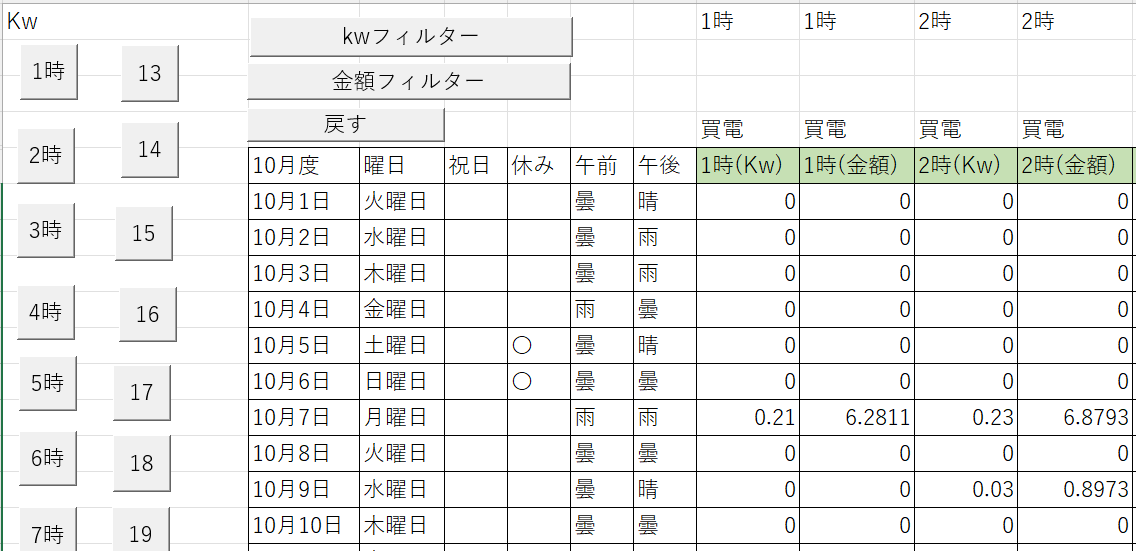 Kw
kwフィルター
1時 1時 2時 2時
1時 13
金額フィルター
戻す
買電 買電 買電 買電
2時 14
10月度 曜日 祝日 休み 午前 午後 1時(Kw) 1時(金額) 2時(Kw) 2時(金額)
10月1日 火曜日 曇 晴 0 0 0 0
3時 15
10月2日 水曜日 曇 雨 0 0 0 0
10月3日 木曜日 曇 雨 0 0 0 0
4時 16
10月4日 金曜日 雨 曇 0 0 0 0
10月5日 土曜日 〇 曇 晴 0 0 0 0
5時 17
10月6日 日曜日 〇 曇 曇 0 0 0 0
10月7日 月曜日 雨 雨 0.21 6.2811 0.23 6.8793
6時 18
10月8日 火曜日 曇 曇 0 0 0 0
10月9日 水曜日 曇 晴 0 0 0.03 0.8973
7時 19
10月10日 木曜日 曇 曇 0 0 0 0